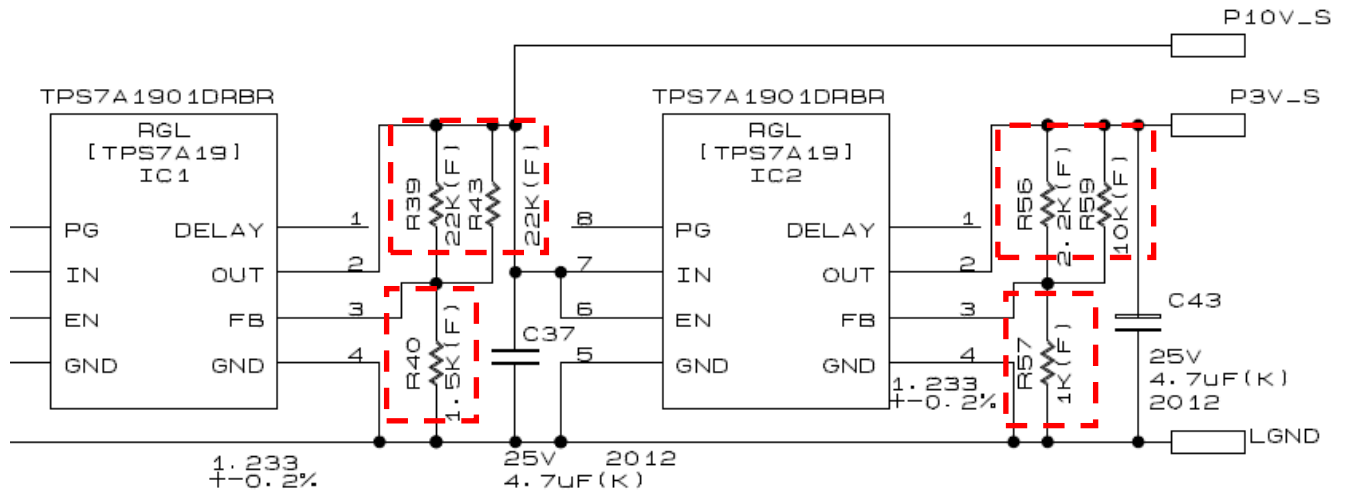 P10V_S
TPS7A1901DRBR
TPS7A1901DRBR
P3V_S
RGL
[TPS7A19]
IC1
PG
IN
EN
GND
DELAY
OUT
FB
GND
1
2
3
4
R39
22K(F)
R43
22K(F)
R40
1.5K(F)
C37
25V 2012
4.7uF(K)
1.233
+-0.2%
8
7
6
5
RGL
[TPS7A19]
IC2
PG
IN
EN
GND
DELAY
OUT
FB
GND
1
2
3
4
R56
2.2K(F)
R59
10K(F)
R57
1K(F)
1.233
+-0.2%
C43
25V
4.7uF(K)
2012
LGND